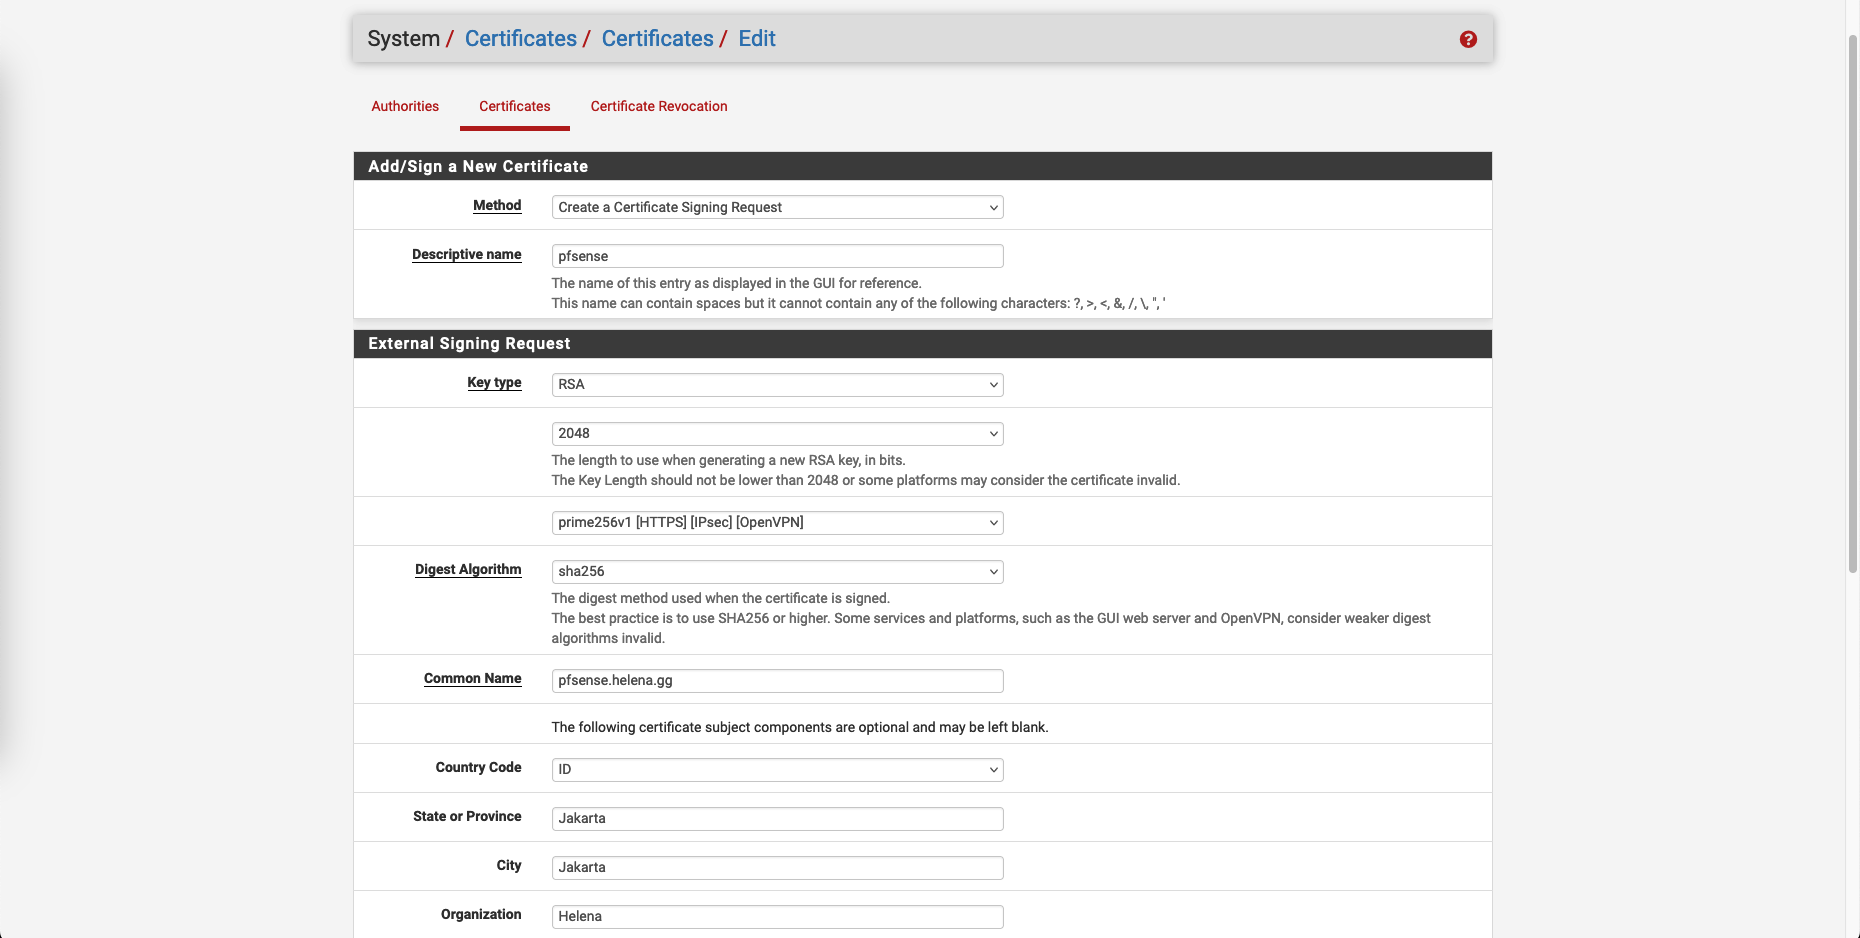 System / Certificates / Certificates / Edit
Authorities Certificates Certificate Revocation
Add/Sign a New Certificate
Method Create a Certificate Signing Request
Descriptive name pfsense
The name of this entry as displayed in the GUI for reference.
This name can contain spaces but it cannot contain any of the following characters: ?, >, <, &, /, \, ", '
External Signing Request
Key type RSA
2048
The length to use when generating a new RSA key, in bits.
The Key Length should not be lower than 2048 or some platforms may consider the certificate invalid.
prime256v1 [HTTPS] [IPsec] [OpenVPN]
Digest Algorithm sha256
The digest method used when the certificate is signed.
The best practice is to use SHA256 or higher. Some services and platforms, such as the GUI web server and OpenVPN, consider weaker digest
algorithms invalid.
Common Name pfsense.helena.gg
The following certificate subject components are optional and may be left blank.
Country Code ID
State or Province Jakarta
City Jakarta
Organization Helena